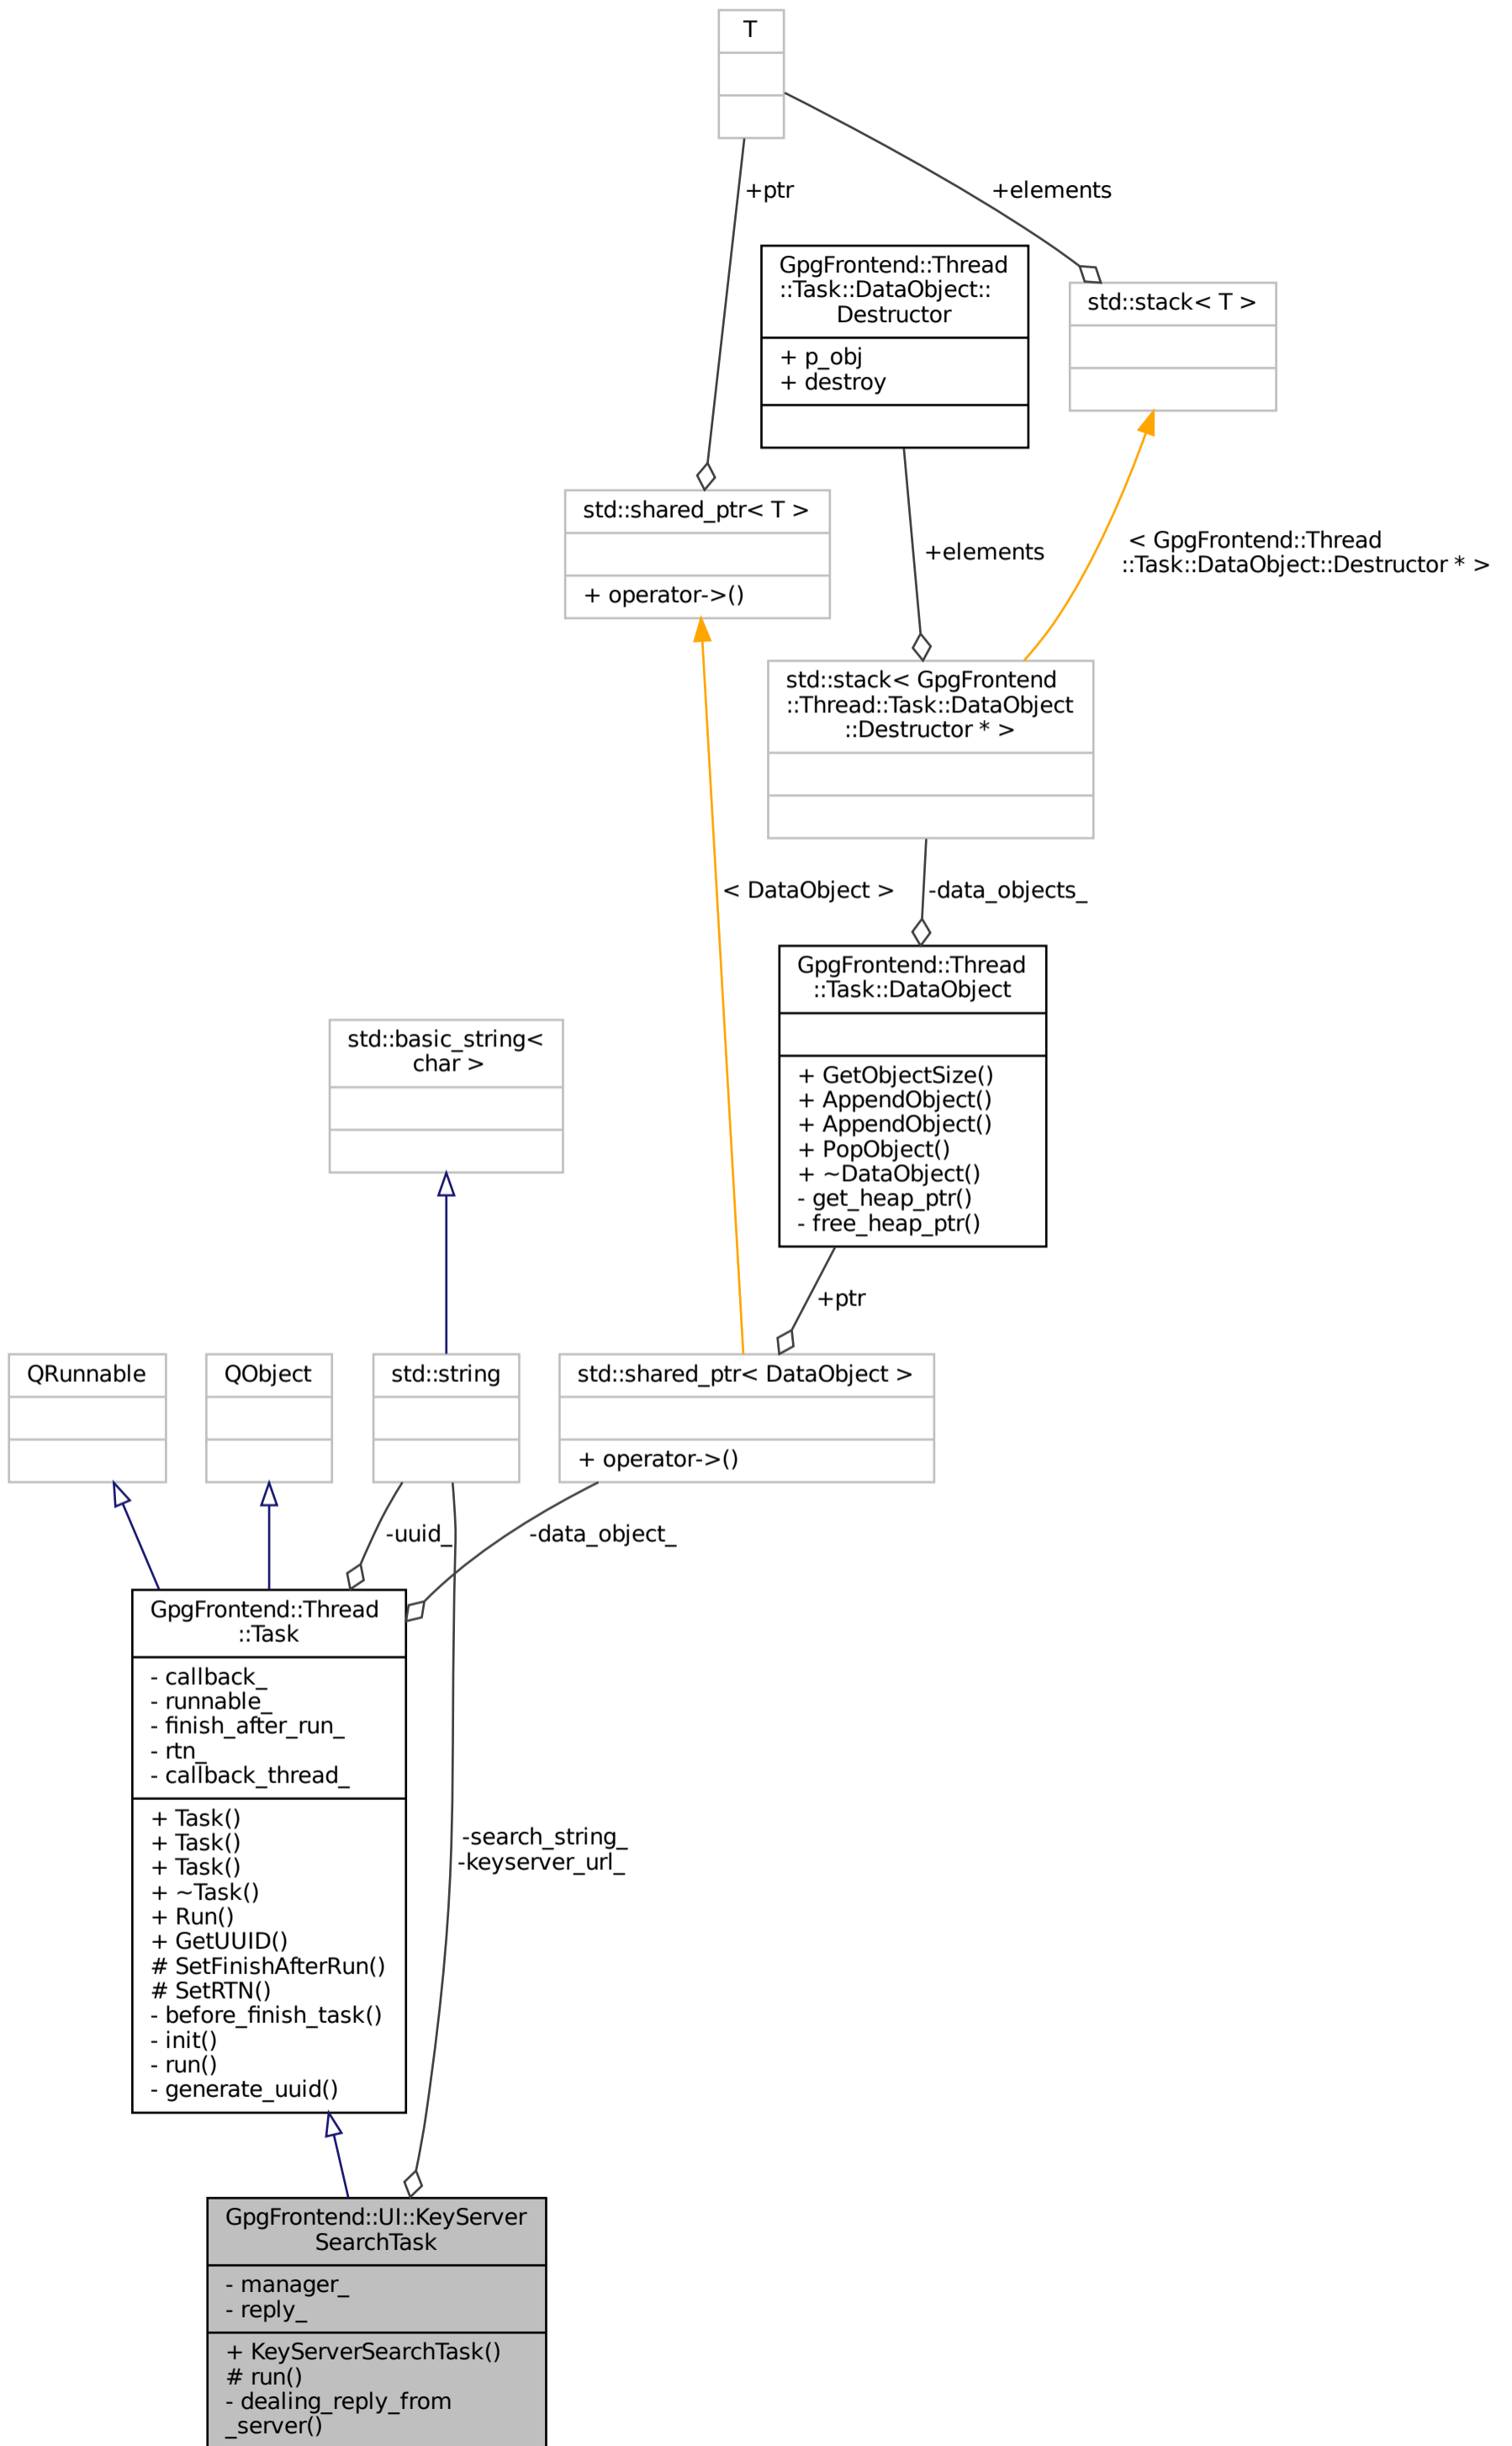 T
+ptr
+elements
GpgFrontend::Thread
::Task::DataObject::
Destructor
+ p_obj
+ destroy
std::stack< T >
std::shared_ptr< T >
+ operator->()
+elements
< GpgFrontend::Thread
::Task::DataObject::Destructor * >
std::stack< GpgFrontend
::Thread::Task::DataObject
::Destructor * >
< DataObject >
-data_objects_
GpgFrontend::Thread
::Task::DataObject
+ GetObjectSize()
+ AppendObject()
+ AppendObject()
+ PopObject()
+ ~DataObject()
- get_heap_ptr()
- free_heap_ptr()
std::basic_string<
char >
+ptr
QRunnable
QObject
std::string
std::shared_ptr< DataObject >
+ operator->()
-uuid_
-data_object_
GpgFrontend::Thread
::Task
- callback_
- runnable_
- finish_after_run_
- rtn_
- callback_thread_
+ Task()
+ Task()
+ Task()
+ ~Task()
+ Run()
+ GetUUID()
# SetFinishAfterRun()
# SetRTN()
- before_finish_task()
- init()
- run()
- generate_uuid()
-search_string_
-keyserver_url_
GpgFrontend::UI::KeyServer
SearchTask
- manager_
- reply_
+ KeyServerSearchTask()
# run()
- dealing_reply_from
_server()